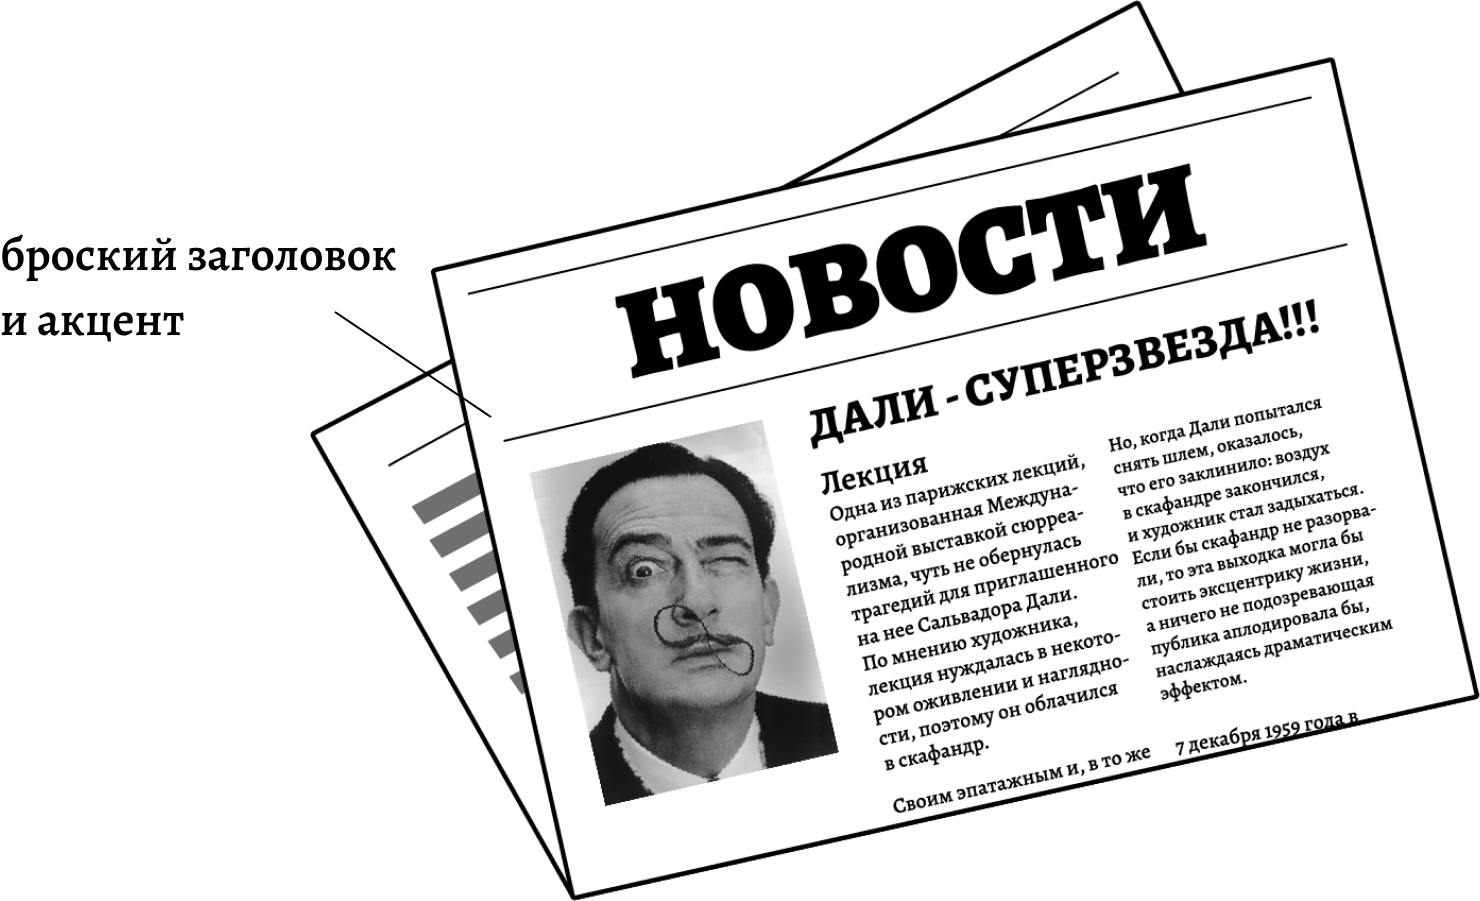 броский заголовок
и акцент
НОВОСТИ
ДАЛИ - СУПЕРЗВЕЗДА!!!
Лекция
Одна из парижских лекций,
организованная Междуна-
родной выставкой сюрреа-
лизма, чуть не обернулась
трагедий для приглашенного
на нее Сальвадора Дали.
По мнению художника,
лекция нуждалась в некото-
ром оживлении и наглядно-
сти, поэтому он облачился
в скафандр.
Своим эпатажным и, в то же
Но, когда Дали попытался
снять шлем, оказалось,
что его заклинило: воздух
в скафандре закончился,
и художник стал задыхаться.
Если бы скафандр не разорва-
ли, то эта выходка могла бы
стоить эксцентрику жизни,
а ничего не подозревающая
публика аплодировала бы,
наслаждаясь драматическим
эффектом.
7 декабря 1959 года в